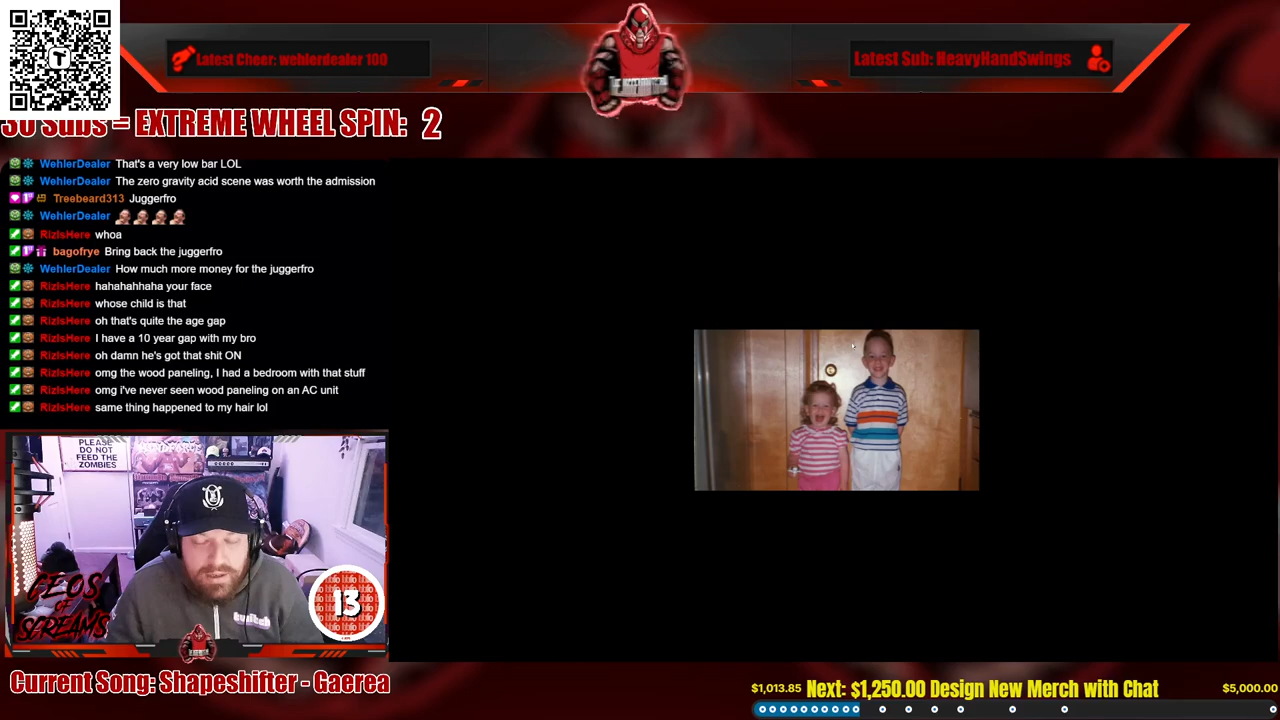 Latest Cheer: wehlerdealer 100
Latest Sub: HeavyHandSwings
30 Subs = EXTREME WHEEL SPIN: 2
WehlerDealer That's a very low bar LOL
WehlerDealer The zero gravity acid scene was worth the admission
Treebeard313 Juggerfro
WehlerDealer
RizIsHere whoa
bagofrye Bring back the juggerfro
WehlerDealer How much more money for the juggerfro
RizIsHere hahahahhaha your face
RizIsHere whose child is that
RizIsHere oh that's quite the age gap
RizIsHere I have a 10 year gap with my bro
RizIsHere oh damn he's got that shit ON
RizIsHere omg the wood paneling, I had a bedroom with that stuff
RizIsHere omg i've never seen wood paneling on an AC unit
RizIsHere same thing happened to my hair lol
PLEASE
DO NOT
FEED THE
ZOMBIES
GEOS
OF
SCREAMS
13
twitch
Current Song: Shapeshifter - Gaerea
$1,013.85 Next: $1,250.00 Design New Merch with Chat $5,000.00